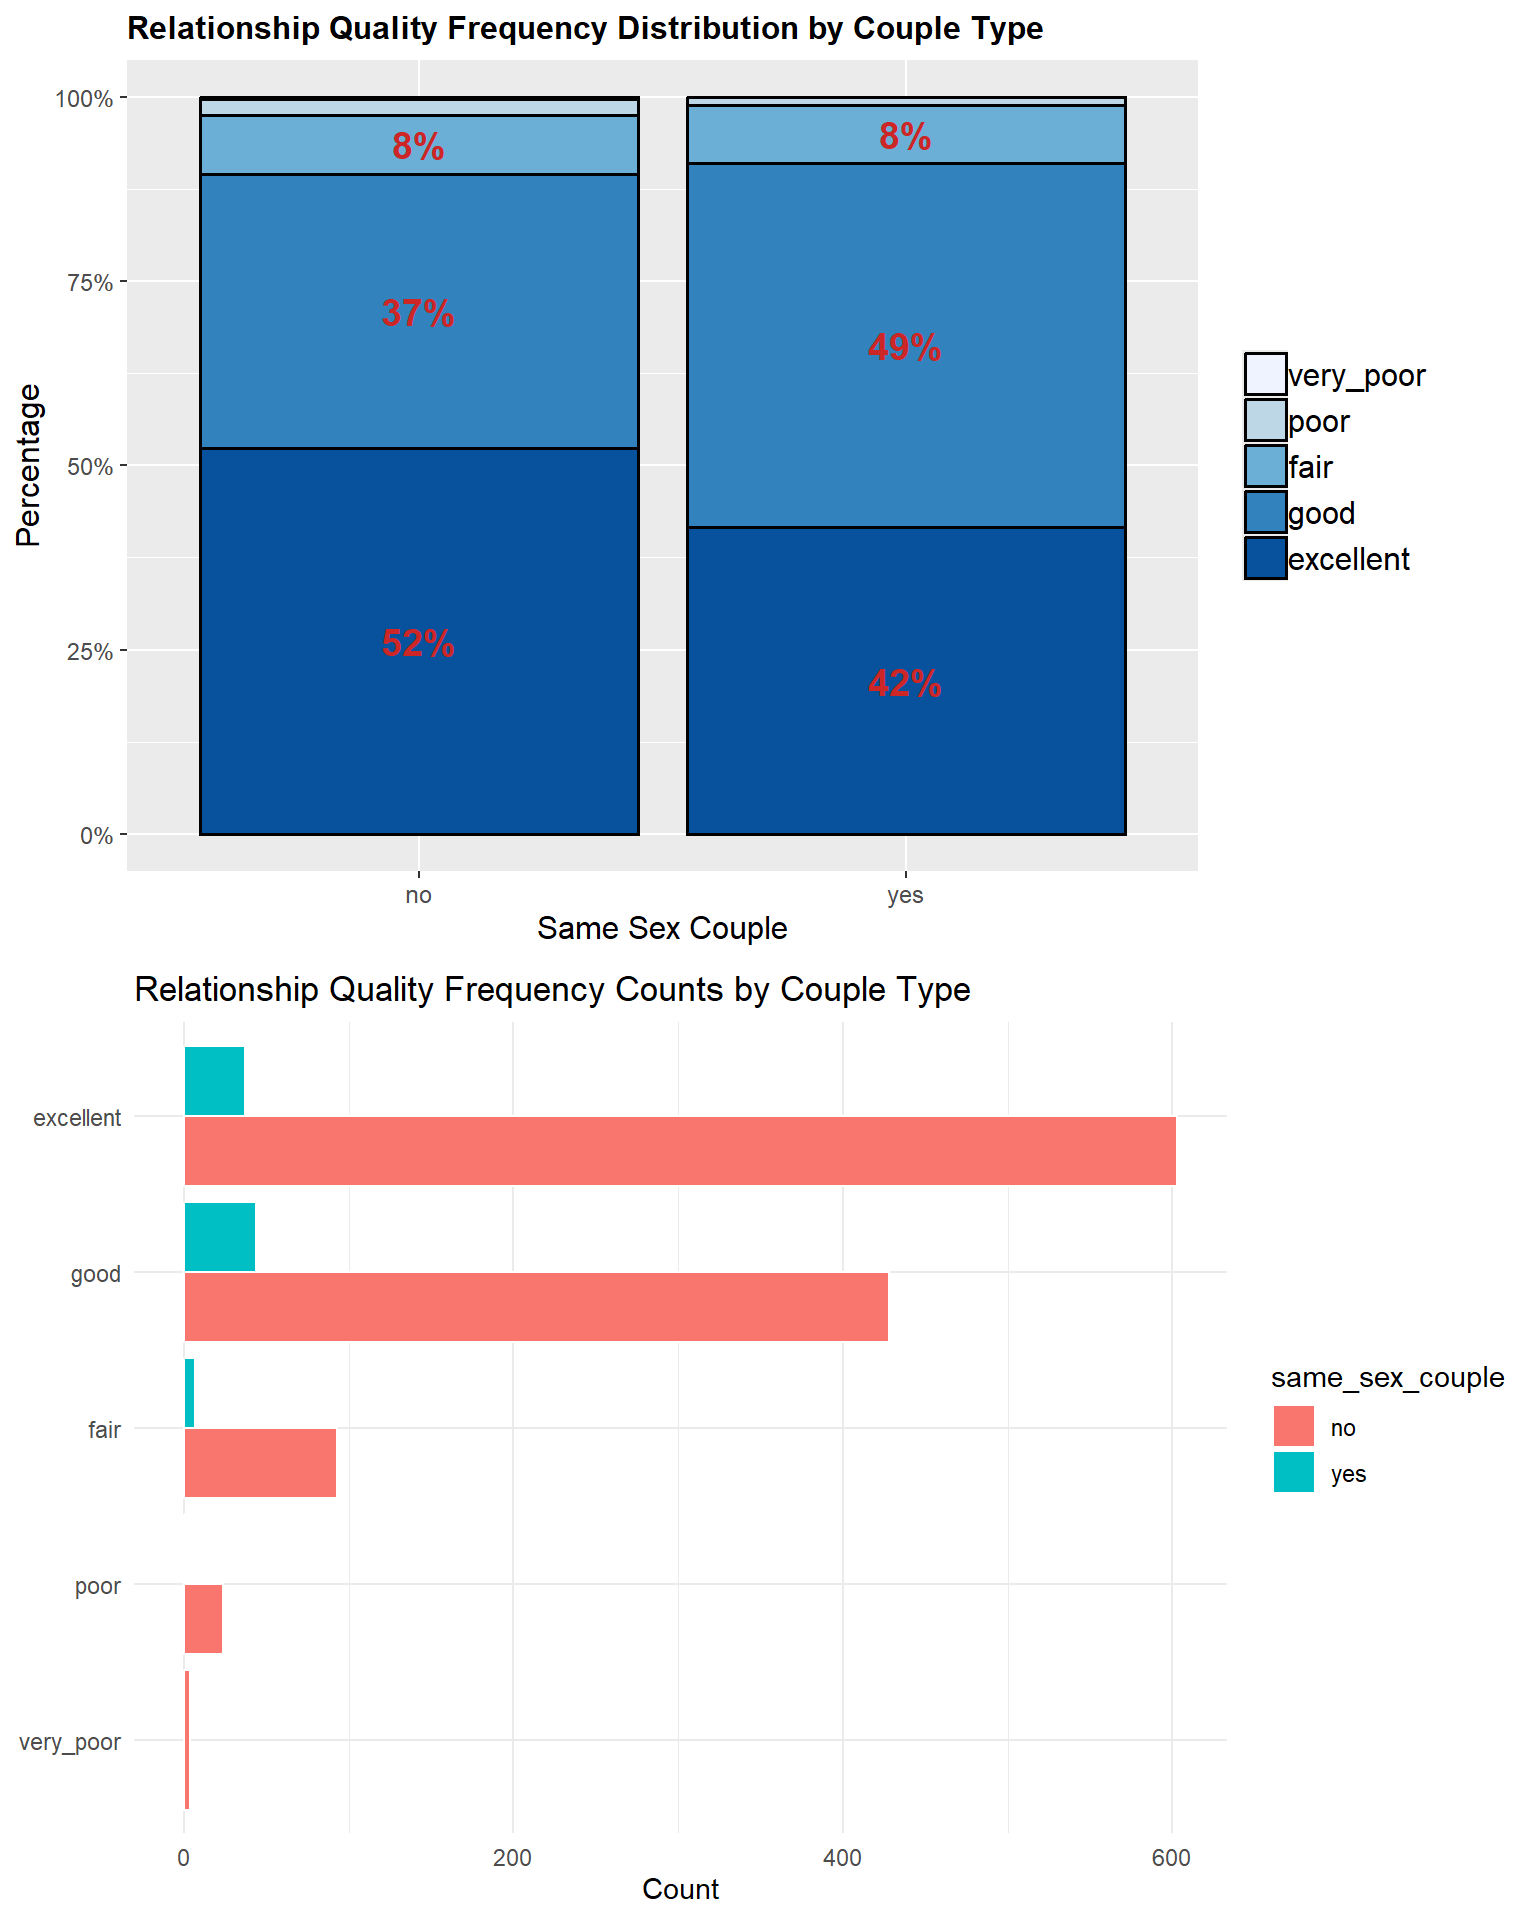 Relationship Quality Frequency Distribution by Couple Type
100%
75%
50%
25%
0%
Percentage
8%
37%
52%
8%
49%
42%
no
yes
Same Sex Couple
very_poor
poor
fair
good
excellent
Relationship Quality Frequency Counts by Couple Type
excellent
good
fair
poor
very_poor
0
200
400
600
Count
same_sex_couple
no
yes